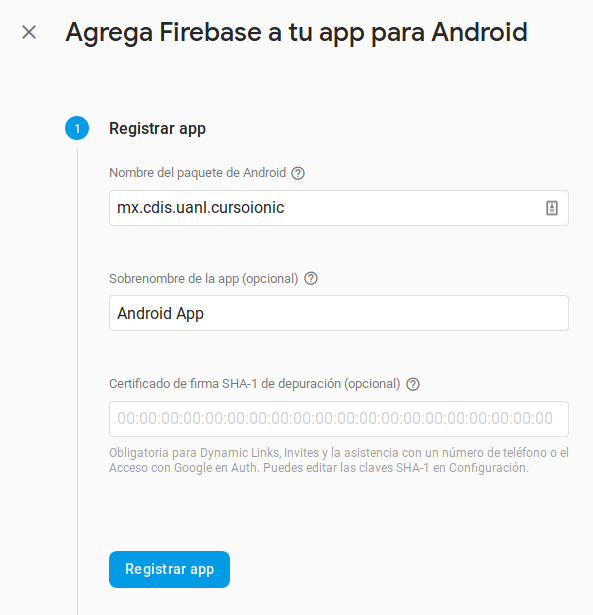 Agrega Firebase a tu app para Android
1 Registrar app
Nombre del paquete de Android ?
mx.cdis.uanl.cursoionic
Sobrenombre de la app (opcional) ?
Android App
Certificado de firma SHA-1 de depuración (opcional) ?
00:00:00:00:00:00:00:00:00:00:00:00:00:00:00:00:00:00:00:00
Obligatoria para Dynamic Links, Invites y la asistencia con un número de teléfono o el
Acceso con Google en Auth. Puedes editar las claves SHA-1 en Configuración.
Registrar app